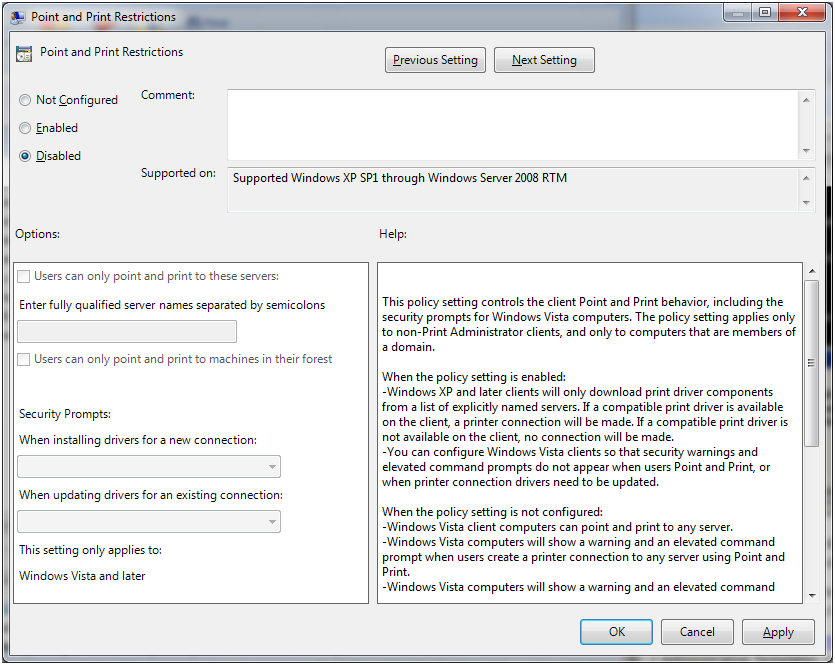 Point and Print Restrictions
Point and Print Restrictions
Previous Setting
Next Setting
Not Configured
Enabled
Disabled
Comment:
Supported on:
Supported Windows XP SP1 through Windows Server 2008 RTM
Options:
Users can only point and print to these servers:
Enter fully qualified server names separated by semicolons
Users can only point and print to machines in their forest
Security Prompts:
When installing drivers for a new connection:
When updating drivers for an existing connection:
This setting only applies to:
Windows Vista and later
Help:
This policy setting controls the client Point and Print behavior, including the
security prompts for Windows Vista computers. The policy setting applies only
to non-Print Administrator clients, and only to computers that are members of
a domain.
When the policy setting is enabled:
-Windows XP and later clients will only download print driver components
from a list of explicitly named servers. If a compatible print driver is available
on the client, a printer connection will be made. If a compatible print driver is
not available on the client, no connection will be made.
-You can configure Windows Vista clients so that security warnings and
elevated command prompts do not appear when users Point and Print, or
when printer connection drivers need to be updated.
When the policy setting is not configured:
-Windows Vista client computers can point and print to any server.
-Windows Vista computers will show a warning and an elevated command
prompt when users create a printer connection to any server using Point and
Print.
-Windows Vista computers will show a warning and an elevated command
OK
Cancel
Apply